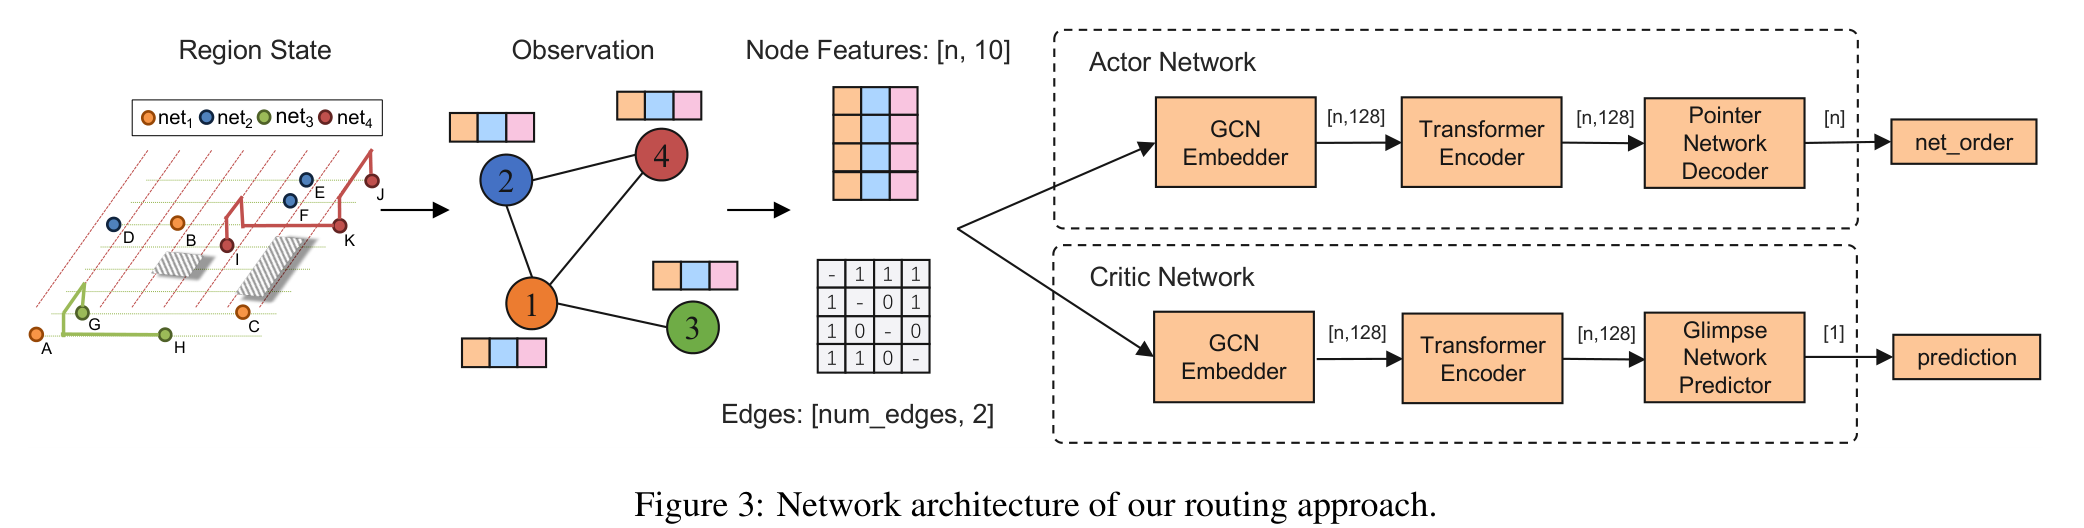 Region State
Observation
Node Features: [n, 10]
net1 net2 net3 net4
E
J
F
D
B
K
I
G
C
A
H
2
4
1
3
- 1 1 1
1 - 0 1
1 0 - 0
1 1 0 -
Edges: [num_edges, 2]
Actor Network
GCN
Embedder
[n,128]
Transformer
Encoder
[n,128]
Pointer
Network
Decoder
[n]
net_order
Critic Network
GCN
Embedder
[n,128]
Transformer
Encoder
[n,128]
Glimpse
Network
Predictor
[1]
prediction
Figure 3: Network architecture of our routing approach.